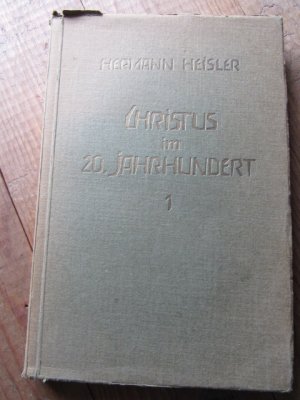 HERMANN HEISLER
CHRISTUS
im
20. JAHRHUNDERT
1